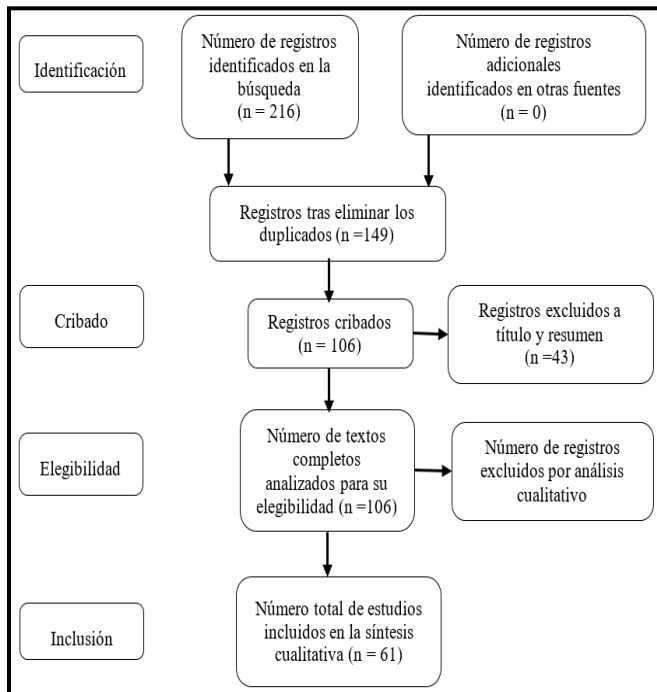 Identificación
Número de registros
identificados en la
búsqueda
(n = 216)
Número de registros
adicionales
identificados en otras fuentes
(n = 0)
Registros tras eliminar los
duplicados (n =149)
Cribado
Registros cribados
(n = 106)
Registros excluidos a
título y resumen
(n =43)
Elegibilidad
Número de textos
completos
analizados para su
elegibilidad (n =106)
Número de registros
excluidos por análisis
cualitativo
Inclusión
Número total de estudios
incluidos en la síntesis
cualitativa (n = 61)